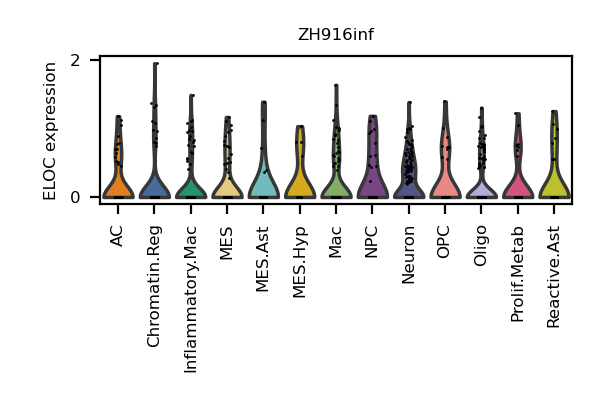 ZH916inf
ELOC expression
2
0
AC
Chromatin.Reg
Inflammatory.Mac
MES
MES.Ast
MES.Hyp
Mac
NPC
Neuron
OPC
Oligo
Prolif.Metab
Reactive.Ast